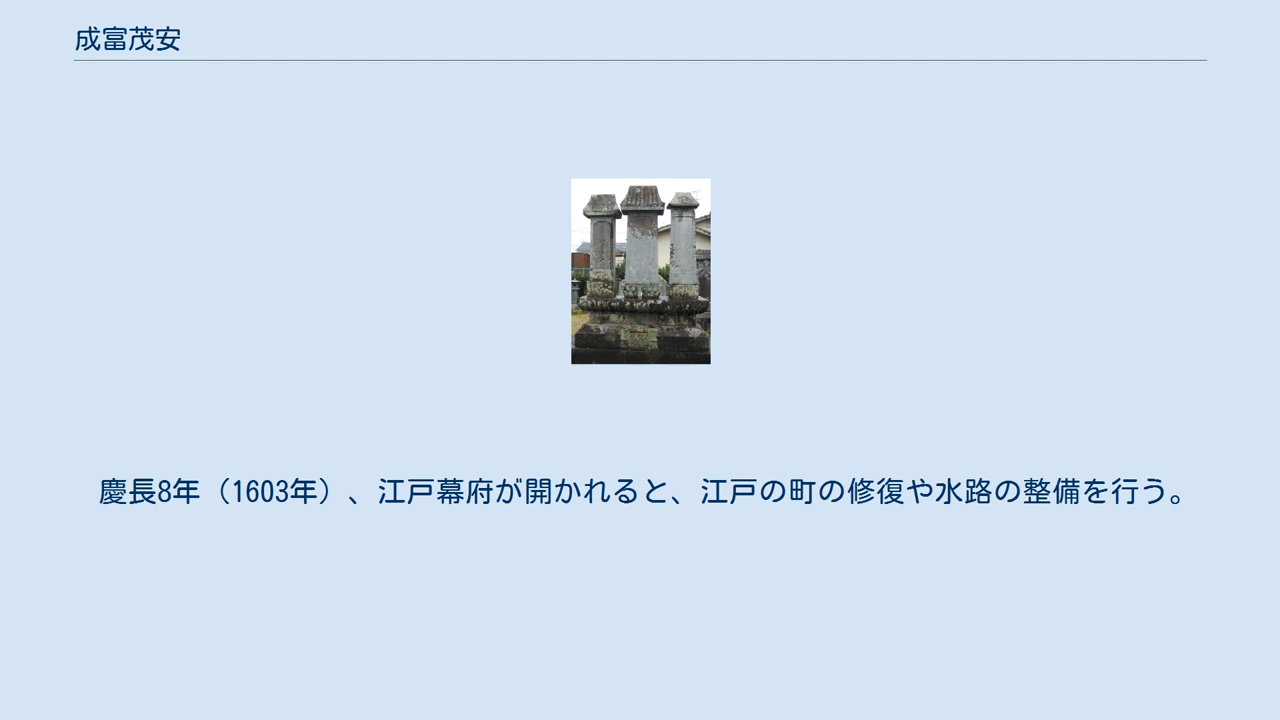 成富茂安
慶長8年（1603年）、江戸幕府が開かれると、江戸の町の修復や水路の整備を行う。